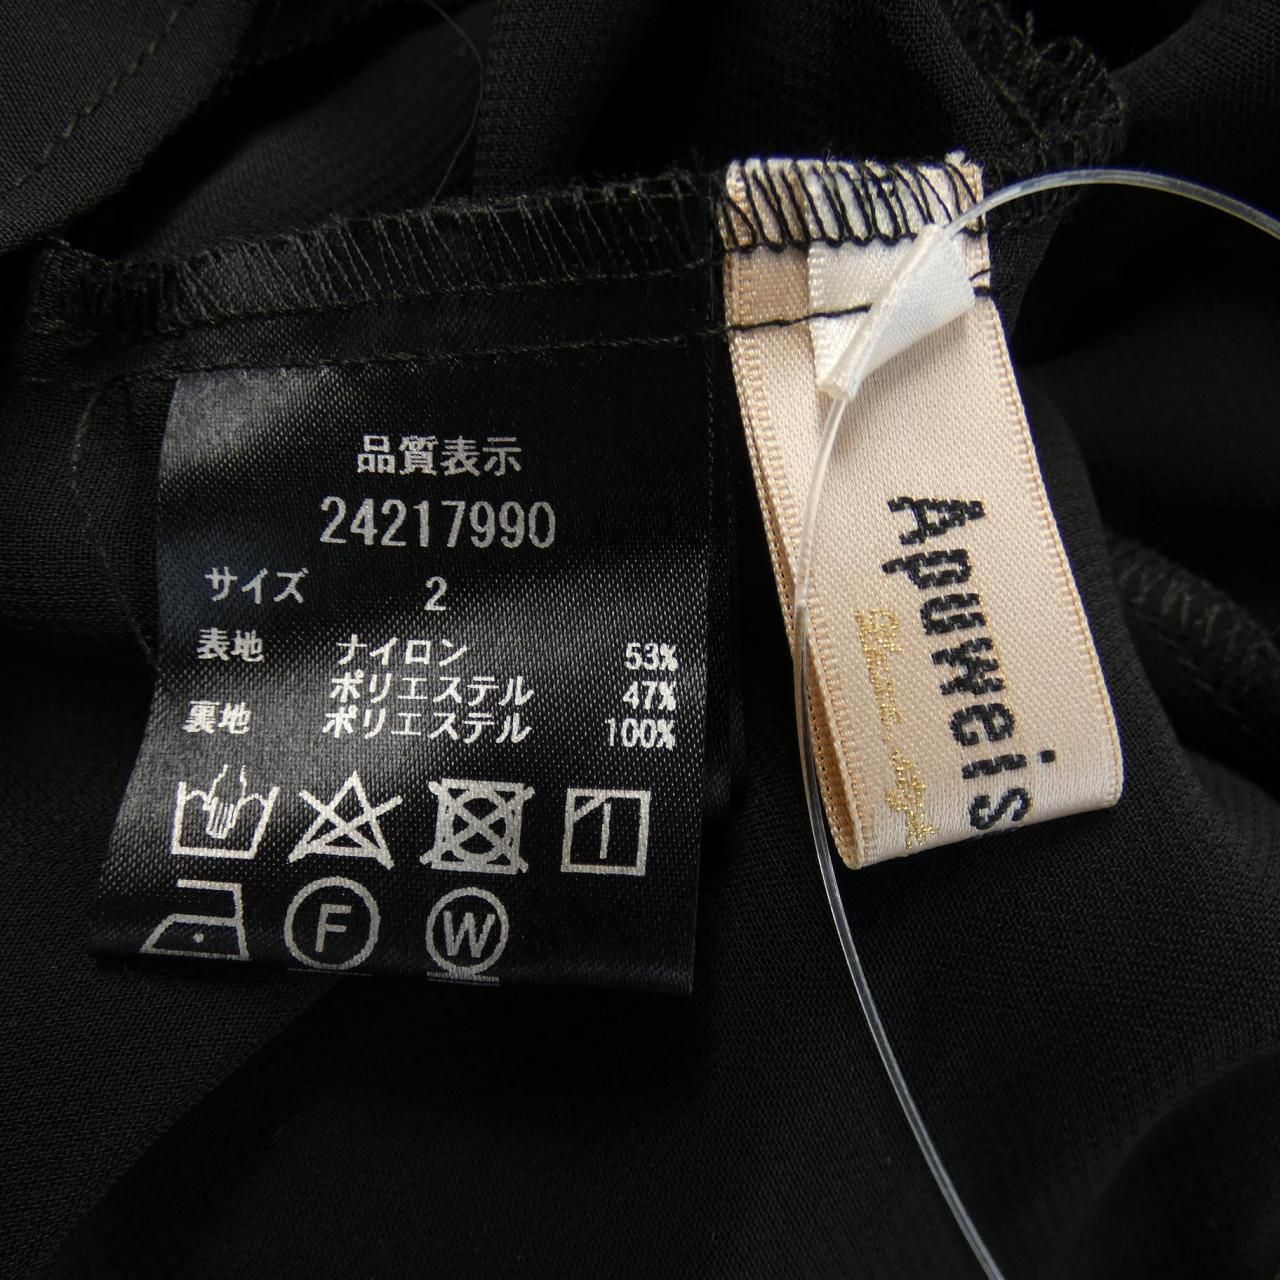 品質表示
24217990
サイズ 2
表地 ナイロン 53%
ポリエステル 47%
裏地 ポリエステル 100%
F
W
Apuweis